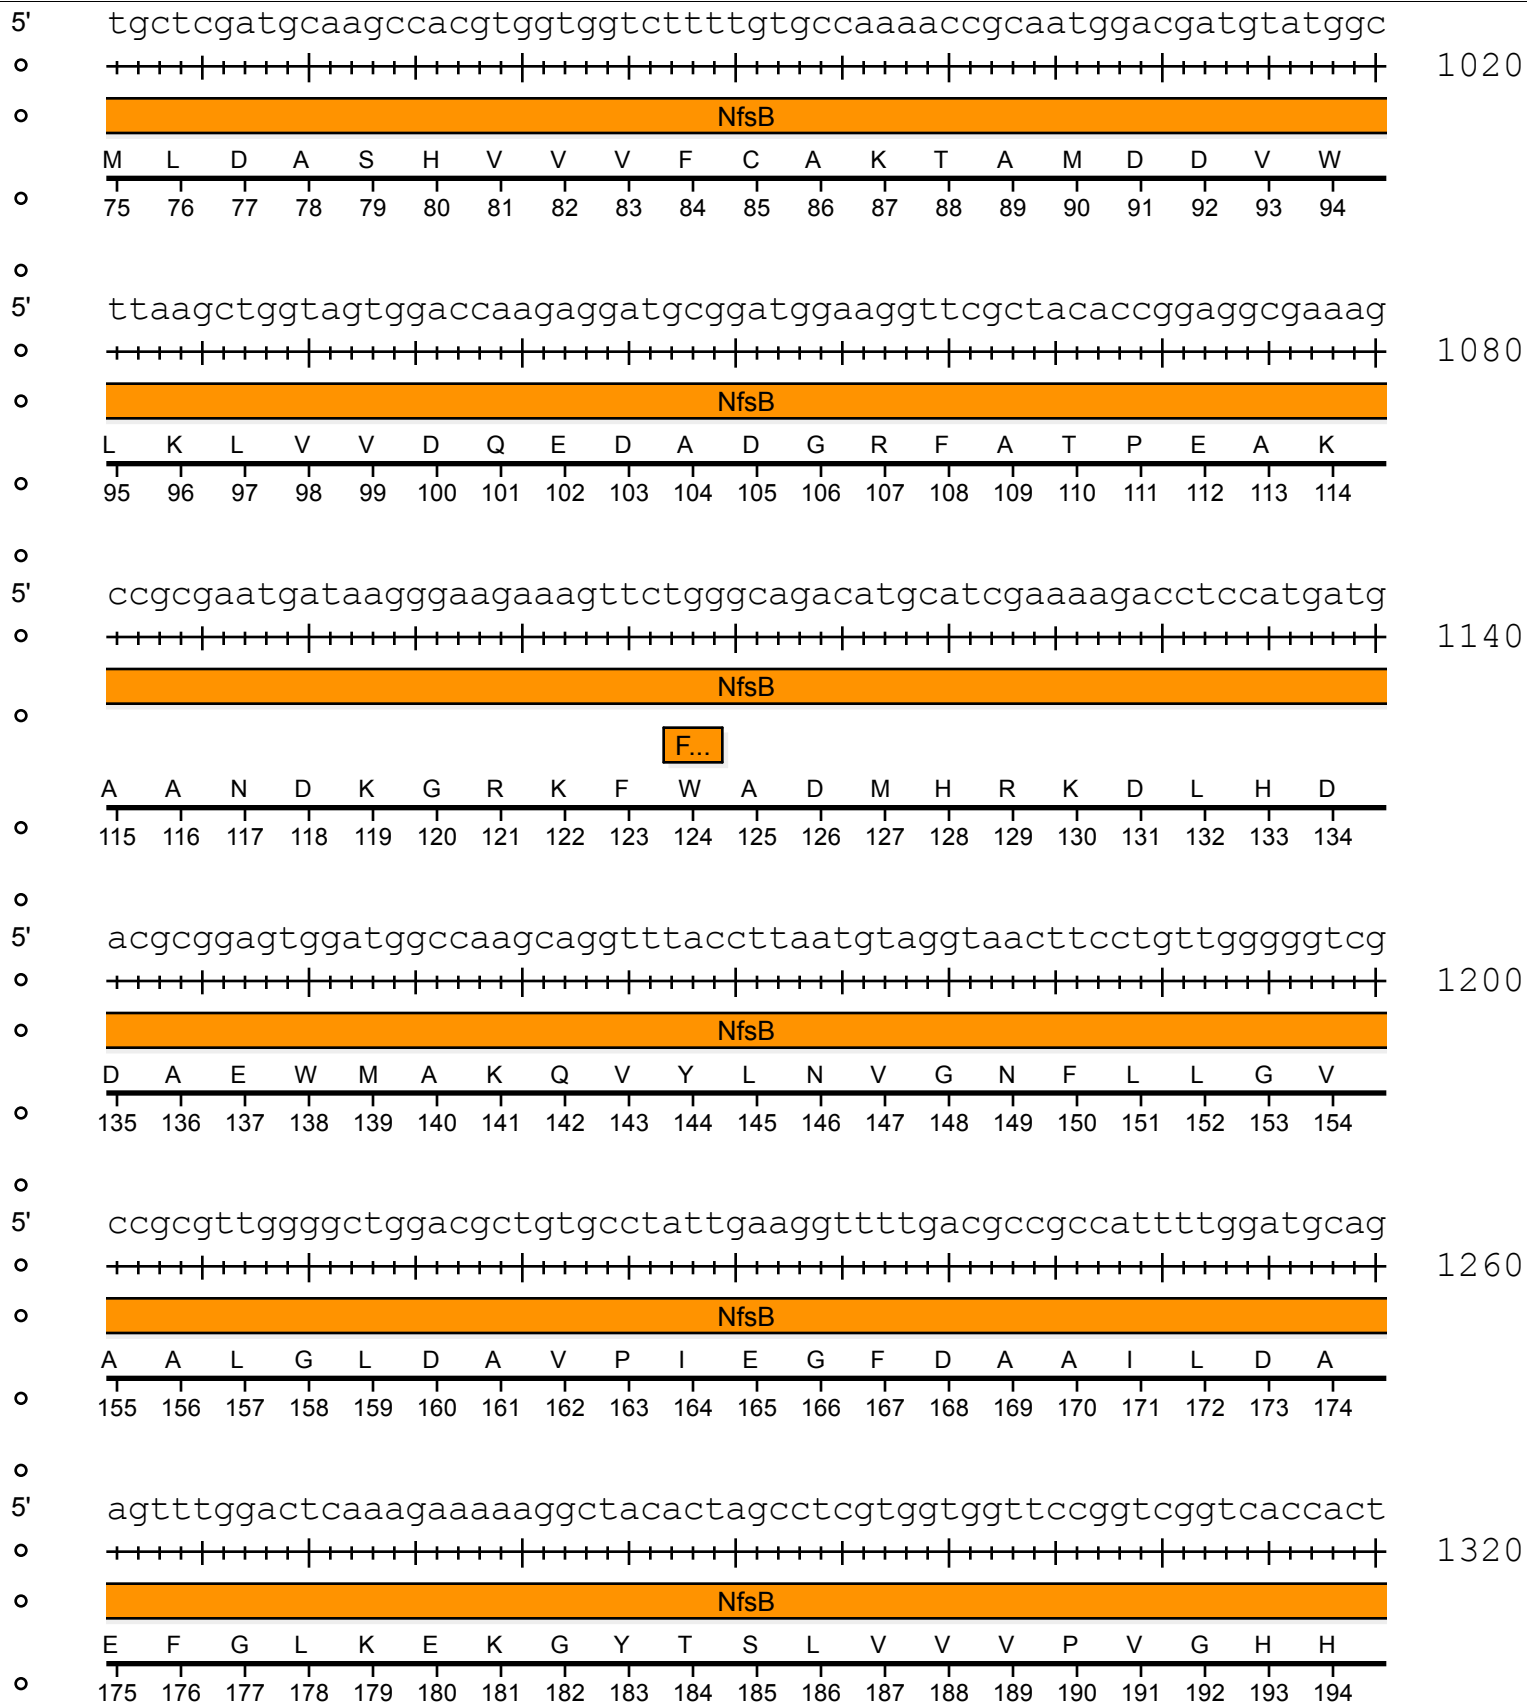 5' tgctcgatgcaagccacgtggtggtcttttgtgccaaaaccgcaatggacgatgtatggc
1020
NfsB
M L D A S H V V V F C A K T A M D D V W
75 76 77 78 79 80 81 82 83 84 85 86 87 88 89 90 91 92 93 94
5' ttaagctggtagtggaccaagaggatgcggatggaaggttcgctacaccggaggcgaaag
1080
NfsB
L K L V V D Q E D A D G R F A T P E A K
95 96 97 98 99 100 101 102 103 104 105 106 107 108 109 110 111 112 113 114
5' ccgcgaatgataagggaagaaagttctgggcagacatgcatcgaaaagacctccatgatg
1140
NfsB
F...
A A N D K G R K F W A D M H R K D L H D
115 116 117 118 119 120 121 122 123 124 125 126 127 128 129 130 131 132 133 134
5' acgcggagtggatggccaagcaggtttaccttaatgtaggtaacttcctgttgggggtcg
1200
NfsB
D A E W M A K Q V Y L N V G N F L L G V
135 136 137 138 139 140 141 142 143 144 145 146 147 148 149 150 151 152 153 154
5' ccgcgttggggctggacgctgtgcctattgaaggttttgacgccgccattttggatgcag
1260
NfsB
A A L G L D A V P I E G F D A A I L D A
155 156 157 158 159 160 161 162 163 164 165 166 167 168 169 170 171 172 173 174
5' agtttggactcaaagaaaaaggctacactagcctcgtggtggttccggtcggtcaccact
1320
NfsB
E F G L K E K G Y T S L V V V P V G H H
175 176 177 178 179 180 181 182 183 184 185 186 187 188 189 190 191 192 193 194